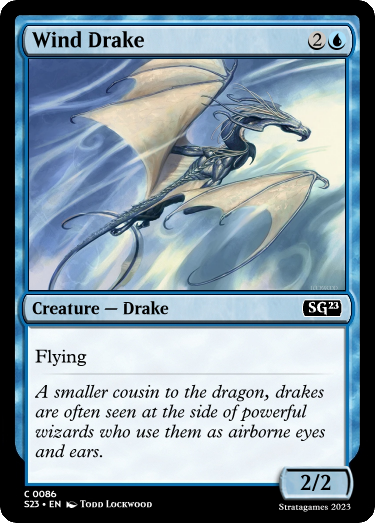 Wind Drake 2
Creature — Drake SG23
Flying
A smaller cousin to the dragon, drakes
are often seen at the side of powerful
wizards who use them as airborne eyes
and ears.
2/2
C 0086
S23 • EN Todd Lockwood
Stratagames 2023